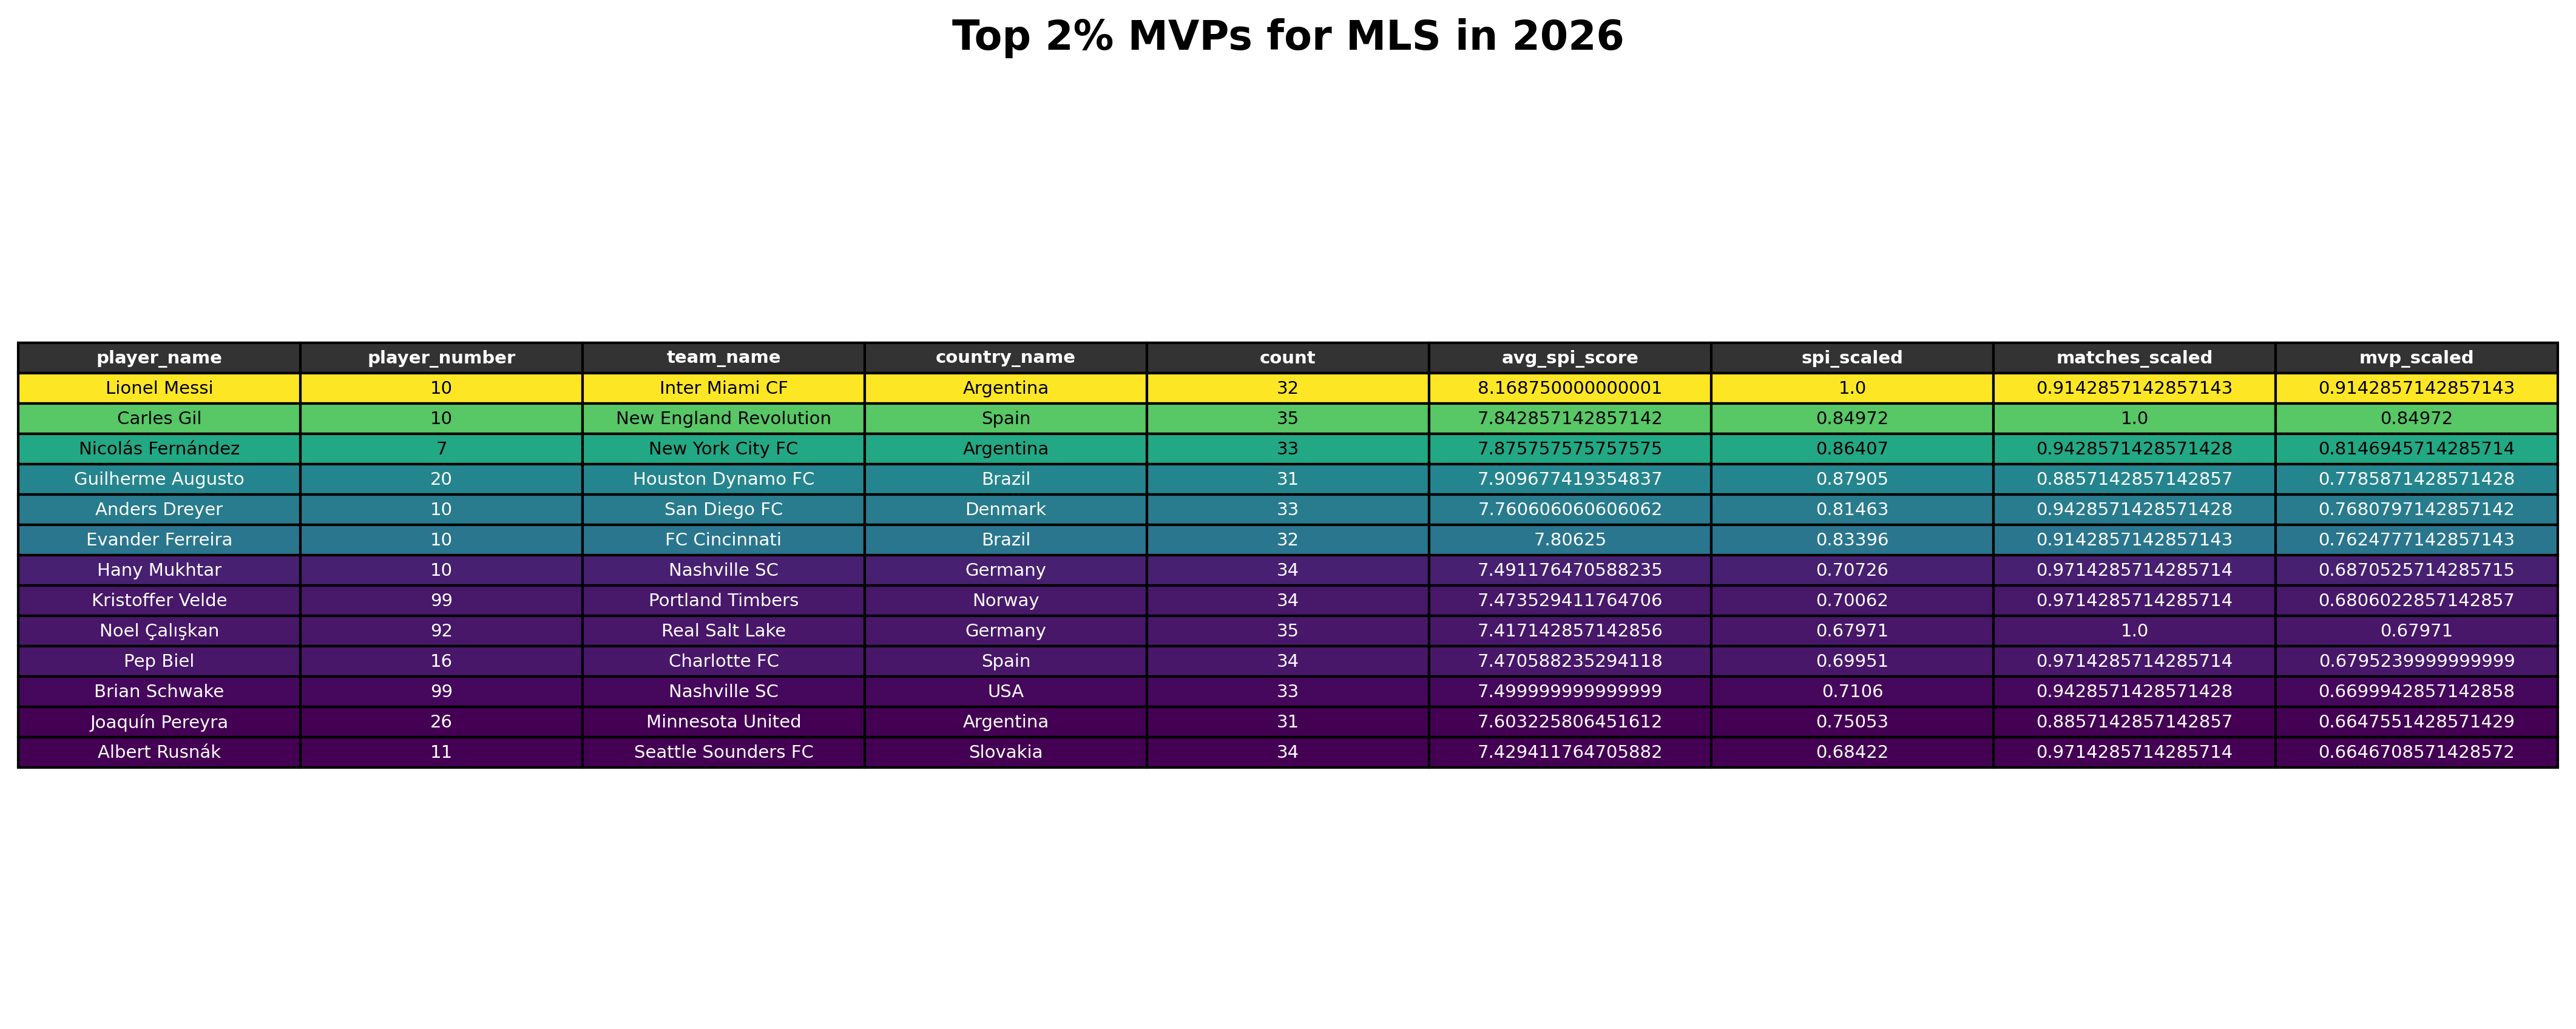 Top 2% MVPs for MLS in 2026
player_name player_number team_name country_name count avg_spi_score spi_scaled matches_scaled mvp_scaled
Lionel Messi 10 Inter Miami CF Argentina 32 8.168750000000001 1.0 0.9142857142857143 0.9142857142857143
Carles Gil 10 New England Revolution Spain 35 7.842857142857142 0.84972 1.0 0.84972
Nicolás Fernández 7 New York City FC Argentina 33 7.875757575757575 0.86407 0.9428571428571428 0.8146945714285714
Guilherme Augusto 20 Houston Dynamo FC Brazil 31 7.909677419354837 0.87905 0.8857142857142857 0.7785871428571428
Anders Dreyer 10 San Diego FC Denmark 33 7.760606060606062 0.81463 0.9428571428571428 0.7680797142857142
Evander Ferreira 10 FC Cincinnati Brazil 32 7.80625 0.83396 0.9142857142857143 0.7624777142857143
Hany Mukhtar 10 Nashville SC Germany 34 7.491176470588235 0.70726 0.9714285714285714 0.6870525714285715
Kristoffer Velde 99 Portland Timbers Norway 34 7.473529411764706 0.70062 0.9714285714285714 0.6806022857142857
Noel Çalışkan 92 Real Salt Lake Germany 35 7.417142857142856 0.67971 1.0 0.67971
Pep Biel 16 Charlotte FC Spain 34 7.470588235294118 0.69951 0.9714285714285714 0.6795239999999999
Brian Schwake 99 Nashville SC USA 33 7.499999999999999 0.7106 0.9428571428571428 0.6699942857142858
Joaquín Pereyra 26 Minnesota United Argentina 31 7.603225806451612 0.75053 0.8857142857142857 0.6647551428571429
Albert Rusnák 11 Seattle Sounders FC Slovakia 34 7.429411764705882 0.68422 0.9714285714285714 0.6646708571428572